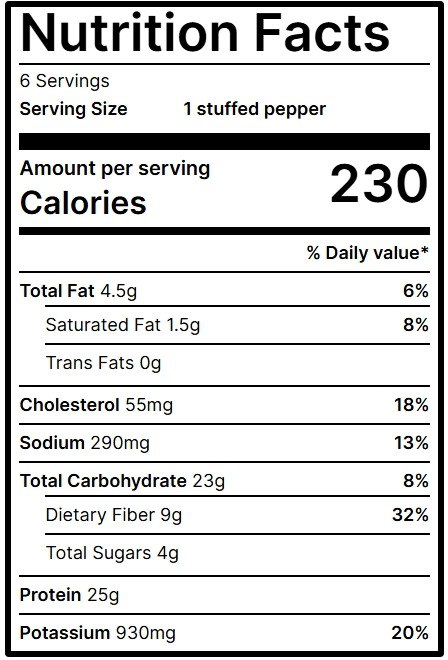 Nutrition Facts
6 Servings
Serving Size 1 stuffed pepper
Amount per serving
Calories 230
% Daily value*
Total Fat 4.5g 6%
Saturated Fat 1.5g 8%
Trans Fats 0g
Cholesterol 55mg 18%
Sodium 290mg 13%
Total Carbohydrate 23g 8%
Dietary Fiber 9g 32%
Total Sugars 4g
Protein 25g
Potassium 930mg 20%